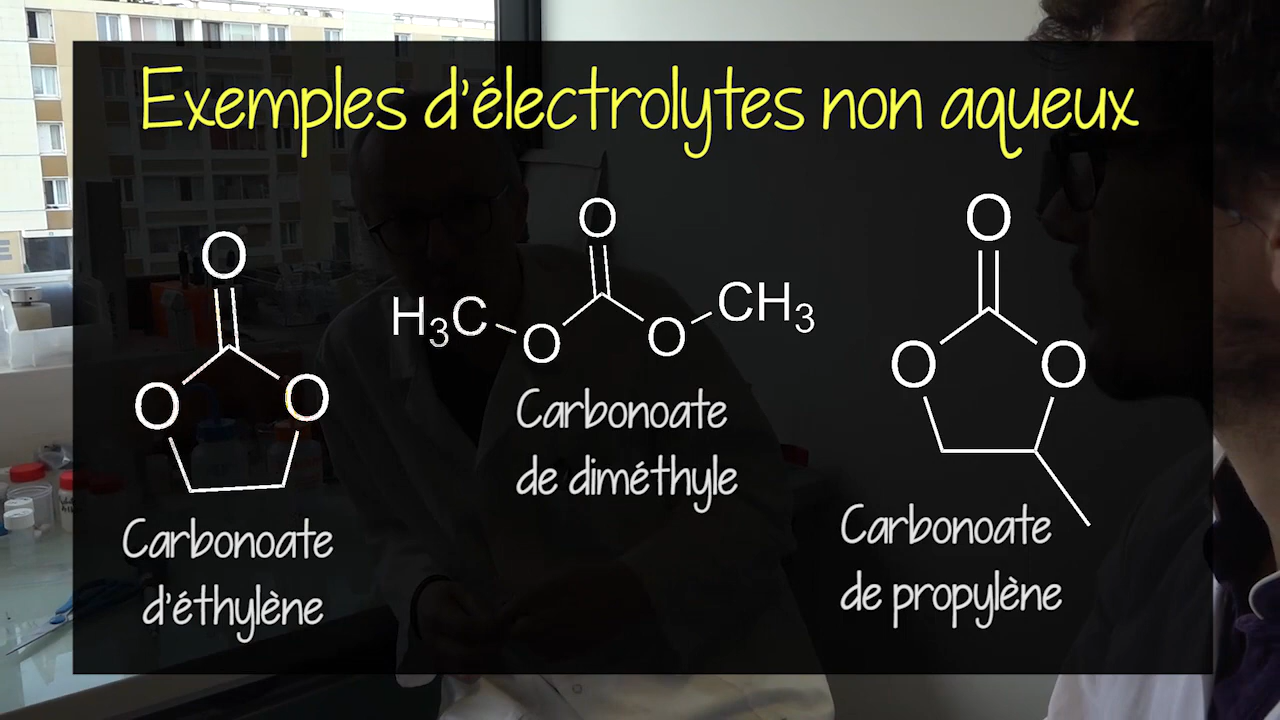 Exemples d'électrolytes non aqueux
O
O
O
Carbonoate
d'éthylène
O
H₃C
O
O
CH₃
Carbonoate
de diméthyle
O
O
O
Carbonoate
de propylène